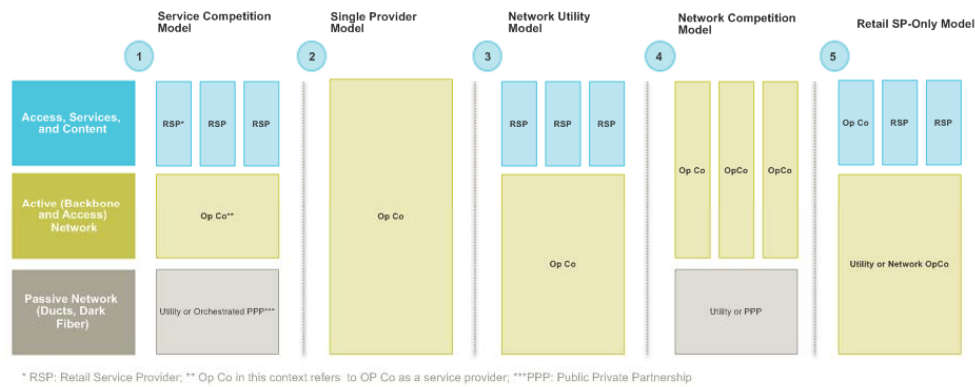 Service Competition
Model
Single Provider
Model
Network Utility
Model
Network Competition
Model
Retail SP-Only Model
1
2
3
4
5
Access, Services,
and Content
RSP*
RSP
RSP
RSP
RSP
RSP
Op Co
RSP
RSP
Active (Backbone
and Access)
Network
Op Co**
Op Co
Op Co
Op Co
OpCo
OpCo
Utility or Network OpCo
Passive Network
(Ducts, Dark
Fiber)
Utility or Orchestrated PPP***
Utility or PPP
* RSP: Retail Service Provider; ** Op Co in this context refers to OP Co as a service provider; ***PPP: Public Private Partnership